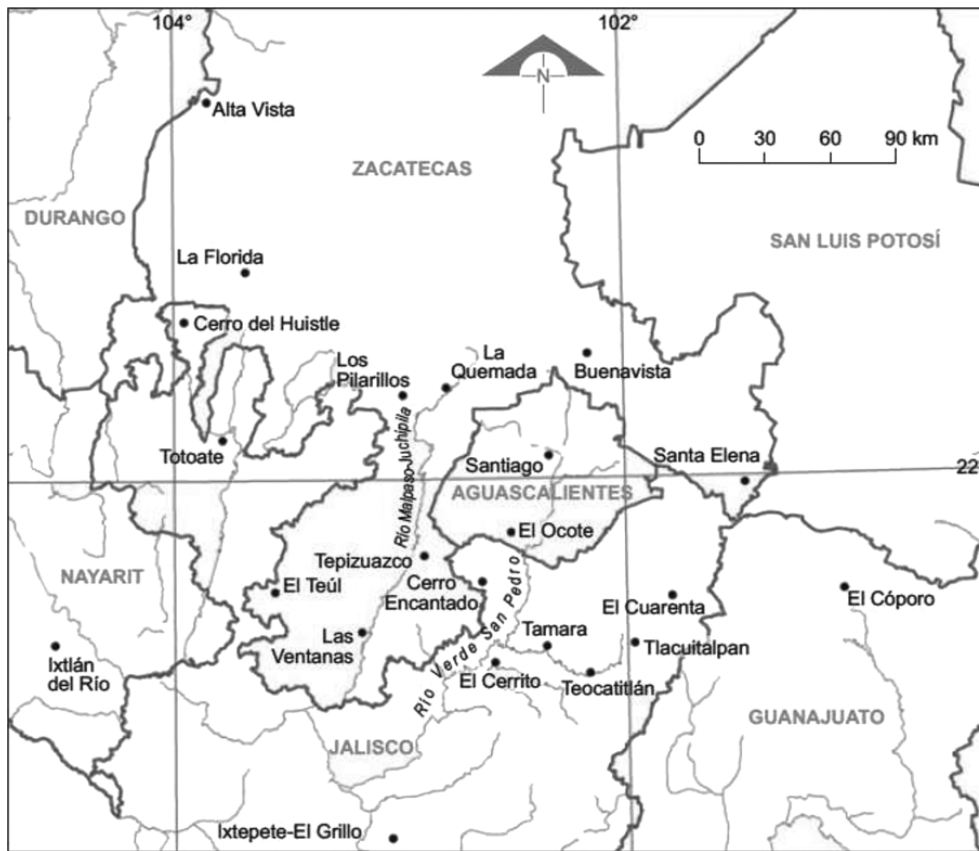 104°
102°
Alta Vista
N
0 30 60 90 km
ZACATECAS
DURANGO
SAN LUIS POTOSÍ
La Florida
Cerro del Huistle
Los
Pilarillos
La
Quemada
Buenavista
Río Malpaso-Juchipila
Totoate
Santiago
Santa Elena
22
AGUASCALIENTES
El Ocote
Tepizuazco
NAYARIT
El Teúl
Cerro
Encantado
Río Verde San Pedro
El Cuarenta
El Cóporo
Las
Ventanas
Tamara
Tlacuitalpan
Ixtlán
del Río
El Cerrito
Teocatitlán
GUANAJUATO
JALISCO
Ixtepete-El Grillo